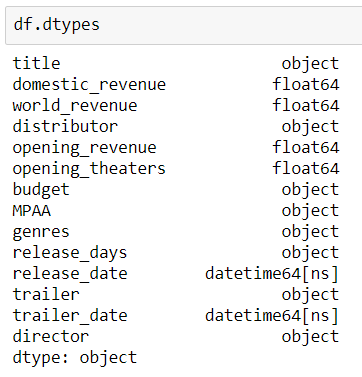 df.dtypes
title object
domestic_revenue float64
world_revenue float64
distributor object
opening_revenue float64
opening_theaters float64
budget object
MPAA object
genres object
release_days object
release_date datetime64[ns]
trailer object
trailer_date datetime64[ns]
director object
dtype: object